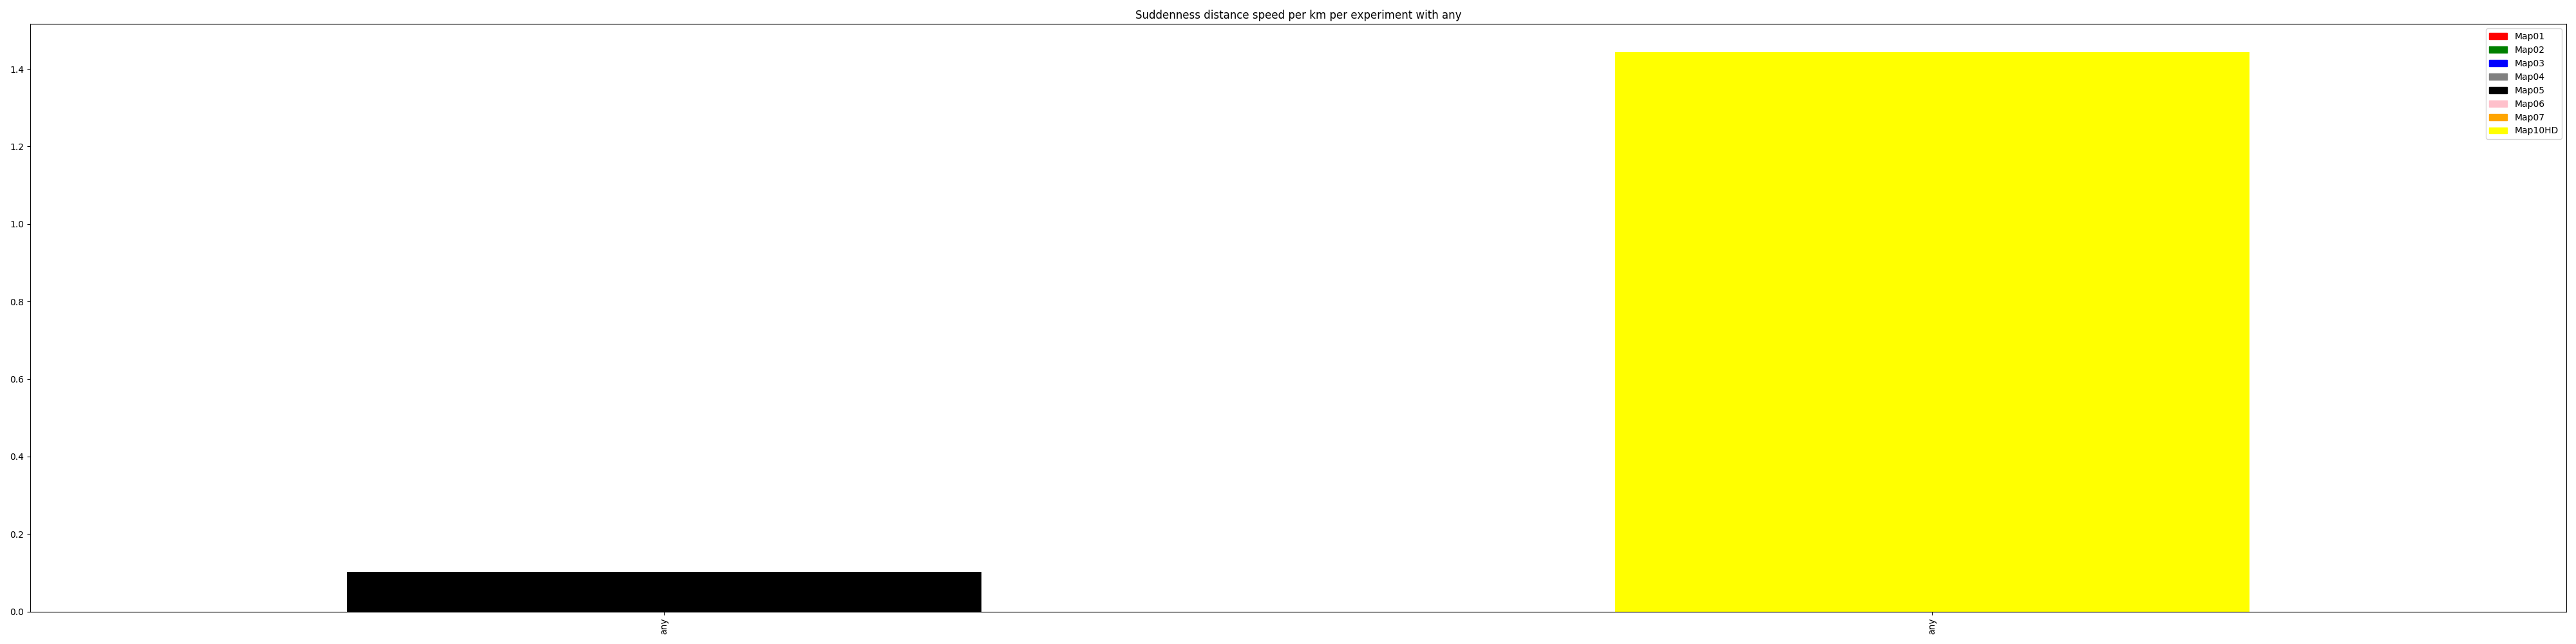 Suddenness distance speed per km per experiment with any
1.4
1.2
1.0
0.8
0.6
0.4
0.2
0.0
Map01
Map02
Map03
Map04
Map05
Map06
Map07
Map10HD
any
any